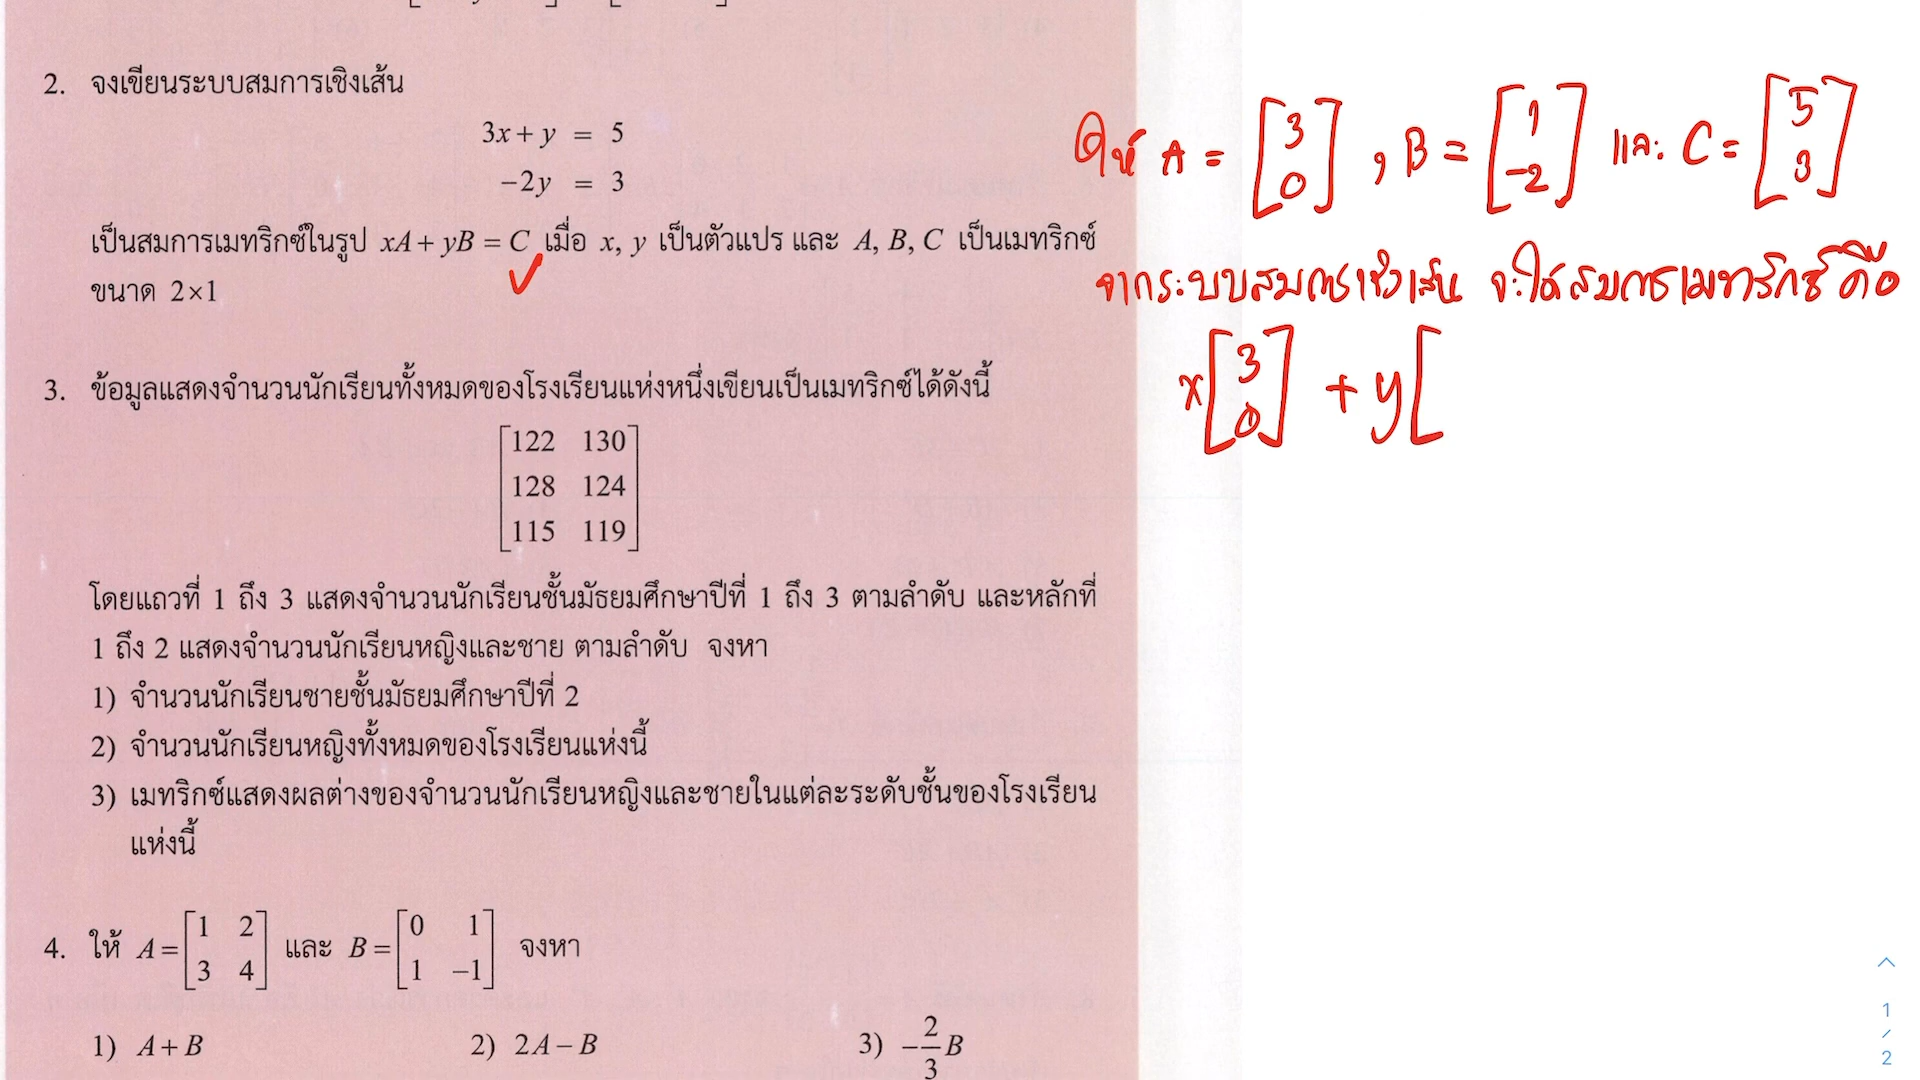 2. จงเขียนระบบสมการเชิงเส้น
3x + y = 5
−2y = 3
เป็นสมการเมทริกซ์ในรูป xA + yB = C เมื่อ x, y เป็นตัวแปร และ A, B, C เป็นเมทริกซ์
ขนาด 2×1
3. ข้อมูลแสดงจำนวนนักเรียนทั้งหมดของโรงเรียนแห่งหนึ่งเขียนเป็นเมทริกซ์ได้ดังนี้
122 130
128 124
115 119
โดยแถวที่ 1 ถึง 3 แสดงจำนวนนักเรียนชั้นมัธยมศึกษาปีที่ 1 ถึง 3 ตามลำดับ และหลักที่
1 ถึง 2 แสดงจำนวนนักเรียนหญิงและชาย ตามลำดับ จงหา
1) จำนวนนักเรียนชายชั้นมัธยมศึกษาปีที่ 2
2) จำนวนนักเรียนหญิงทั้งหมดของโรงเรียนแห่งนี้
3) เมทริกซ์แสดงผลต่างของจำนวนนักเรียนหญิงและชายในแต่ละระดับชั้นของโรงเรียน
แห่งนี้
4. ให้ A = [1 2; 3 4] และ B = [0 1; 1 −1] จงหา
1) A + B 2) 2A − B 3) −2/3 B
ให้ A = [3; 0] , B = [1; −2] และ C = [5; 3]
จากระบบสมการเชิงเส้น จะได้สมการเมทริกซ์ คือ
x[3; 0] + y[
1
/
2